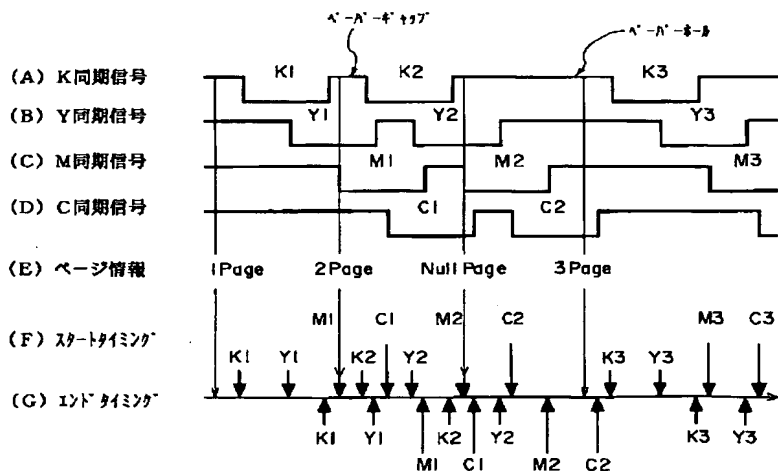 ペーパーギャップ
ペーパーホール
(A) K同期信号 K1 K2 K3
(B) Y同期信号 Y1 Y2 Y3
(C) M同期信号 M1 M2 M3
(D) C同期信号 C1 C2
(E) ページ情報 1Page 2Page Null Page 3Page
(F) スタートタイミング M1 C1 M2 C2 M3 C3
K1 Y1 K2 Y2 K3 Y3
(G) エンドタイミング
K1 Y1 K2 Y2 K3 Y3
M1 C1 M2 C2